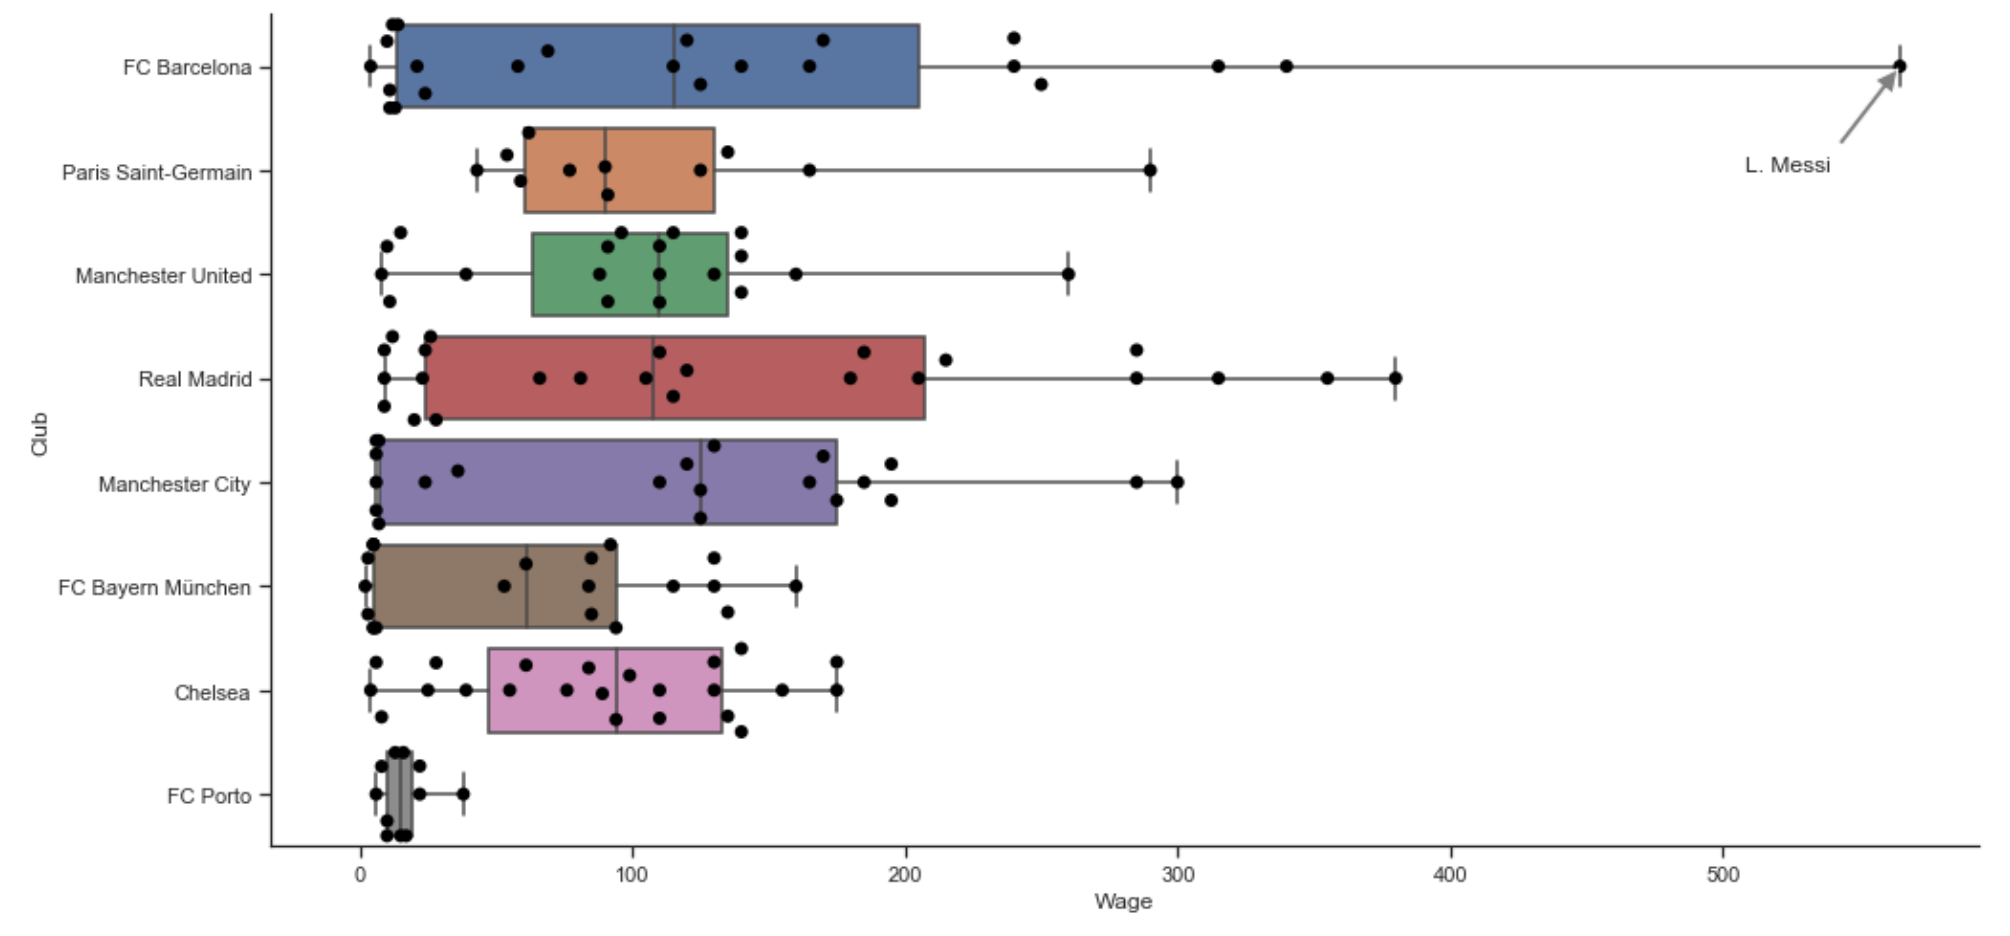 FC Barcelona
L. Messi
Paris Saint-Germain
Manchester United
Real Madrid
Club
Manchester City
FC Bayern München
Chelsea
FC Porto
0 100 200 300 400 500
Wage